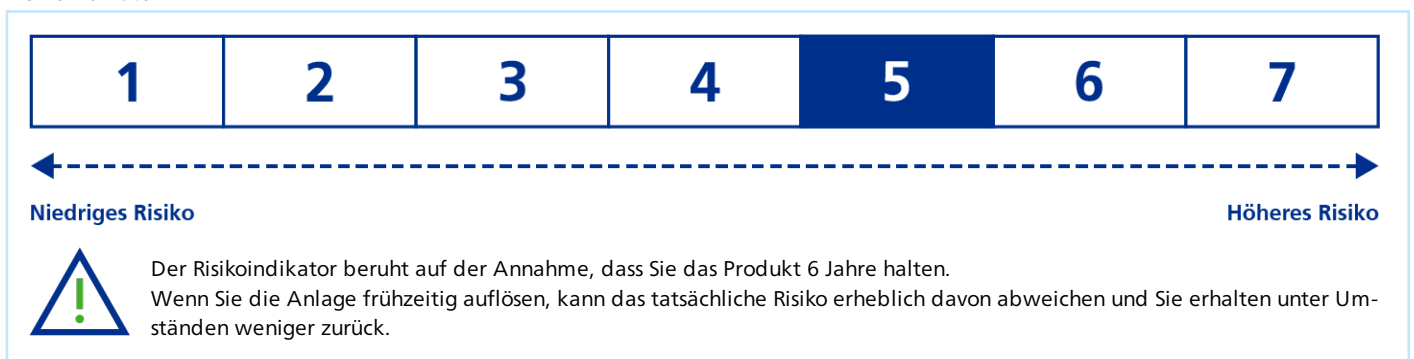 1 2 3 4 5 6 7
Niedriges Risiko Höheres Risiko
Der Risikoindikator beruht auf der Annahme, dass Sie das Produkt 6 Jahre halten.
Wenn Sie die Anlage frühzeitig auflösen, kann das tatsächliche Risiko erheblich davon abweichen und Sie erhalten unter Um-
ständen weniger zurück.